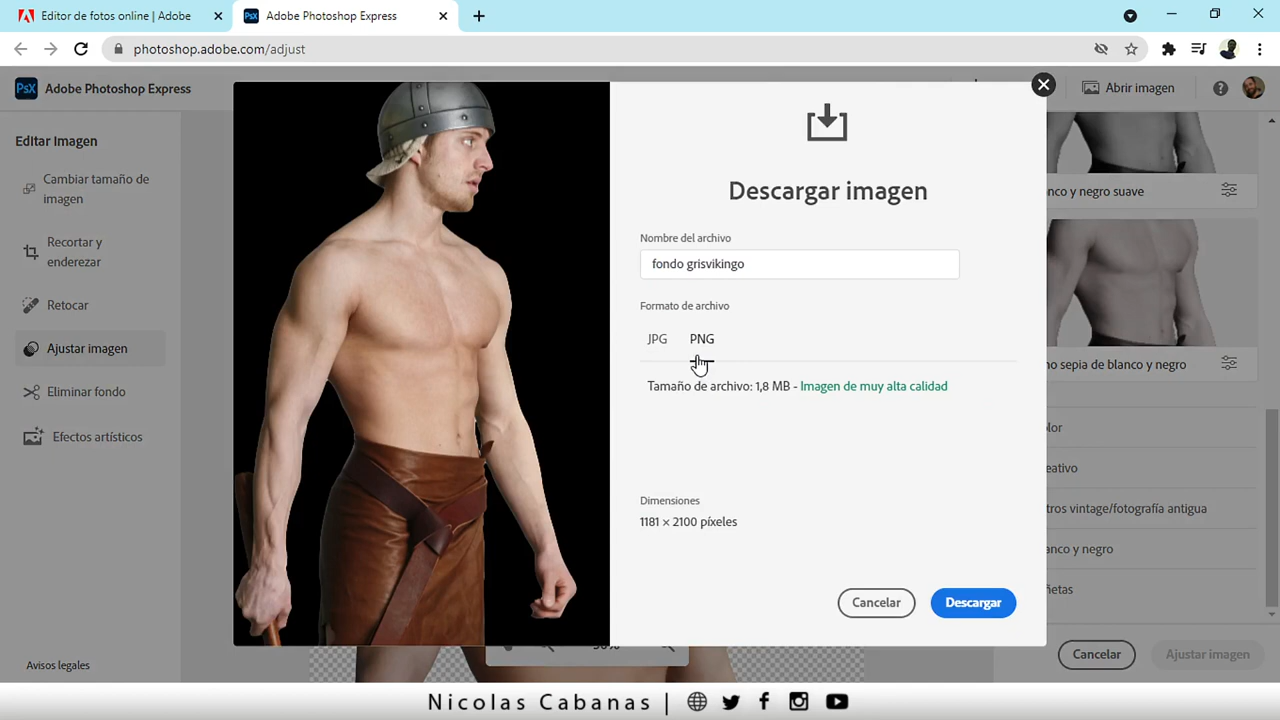 Editor de fotos online | Adobe
Adobe Photoshop Express
photoshop.adobe.com/adjust
PsX Adobe Photoshop Express
Abrir imagen
Editar Imagen
Cambiar tamaño de
imagen
Recortar y
enderezar
Retocar
Ajustar imagen
Eliminar fondo
Efectos artísticos
Avisos legales
Descargar imagen
Nombre del archivo
fondo grisvikingo
Formato de archivo
JPG PNG
Tamaño de archivo: 1,8 MB - Imagen de muy alta calidad
Dimensiones
1181 × 2100 píxeles
Cancelar Descargar
nco y negro suave
no sepia de blanco y negro
olor
eativo
tros vintage/fotografía antigua
anco y negro
ñetas
Cancelar Ajustar imagen
Nicolas Cabanas |